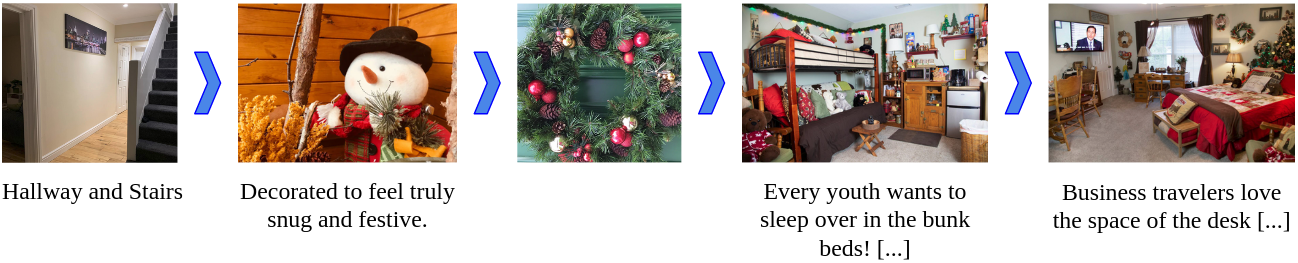 Hallway and Stairs
Decorated to feel truly
snug and festive.
Every youth wants to
sleep over in the bunk
beds! [...]
Business travelers love
the space of the desk [...]